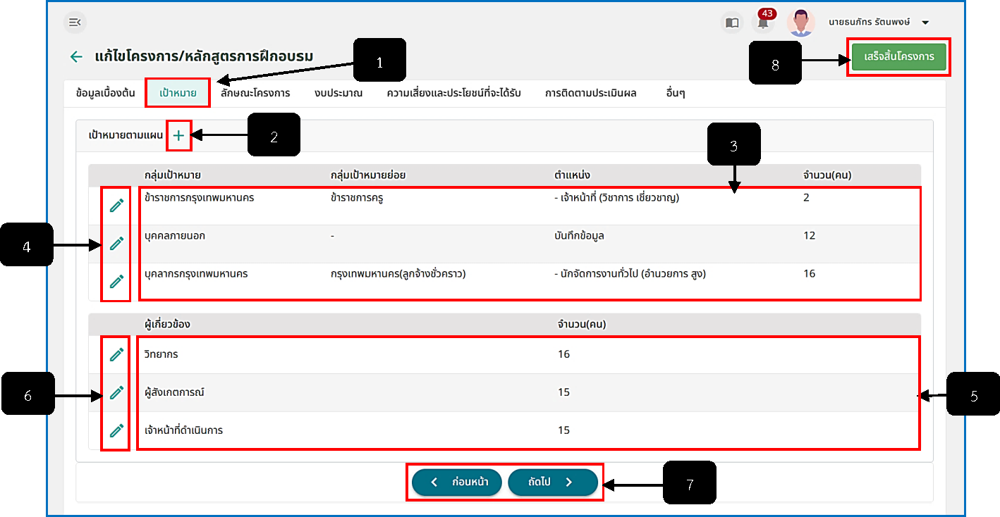 43
นายธนภัทร รัตนพงษ์
แก้ไขโครงการ/หลักสูตรการฝึกอบรม
1
8
เสร็จสิ้นโครงการ
ข้อมูลเบื้องต้น เป้าหมาย ลักษณะโครงการ งบประมาณ ความเสี่ยงและประโยชน์ที่จะได้รับ การติดตามประเมินผล อื่นๆ
เป้าหมายตามแผน
2
3
กลุ่มเป้าหมาย กลุ่มเป้าหมายย่อย ตำแหน่ง จำนวน(คน)
ข้าราชการกรุงเทพมหานคร ข้าราชการครู - เจ้าหน้าที่ (วิชาการ เชี่ยวชาญ) 2
บุคคลภายนอก - บันทึกข้อมูล 12
4
บุคลากรกรุงเทพมหานคร กรุงเทพมหานคร(ลูกจ้างชั่วคราว) - นักจัดการงานทั่วไป (อำนวยการ สูง) 16
ผู้เกี่ยวข้อง จำนวน(คน)
วิทยากร 16
ผู้สังเกตการณ์ 15
6
5
เจ้าหน้าที่ดำเนินการ 15
ก่อนหน้า ถัดไป
7